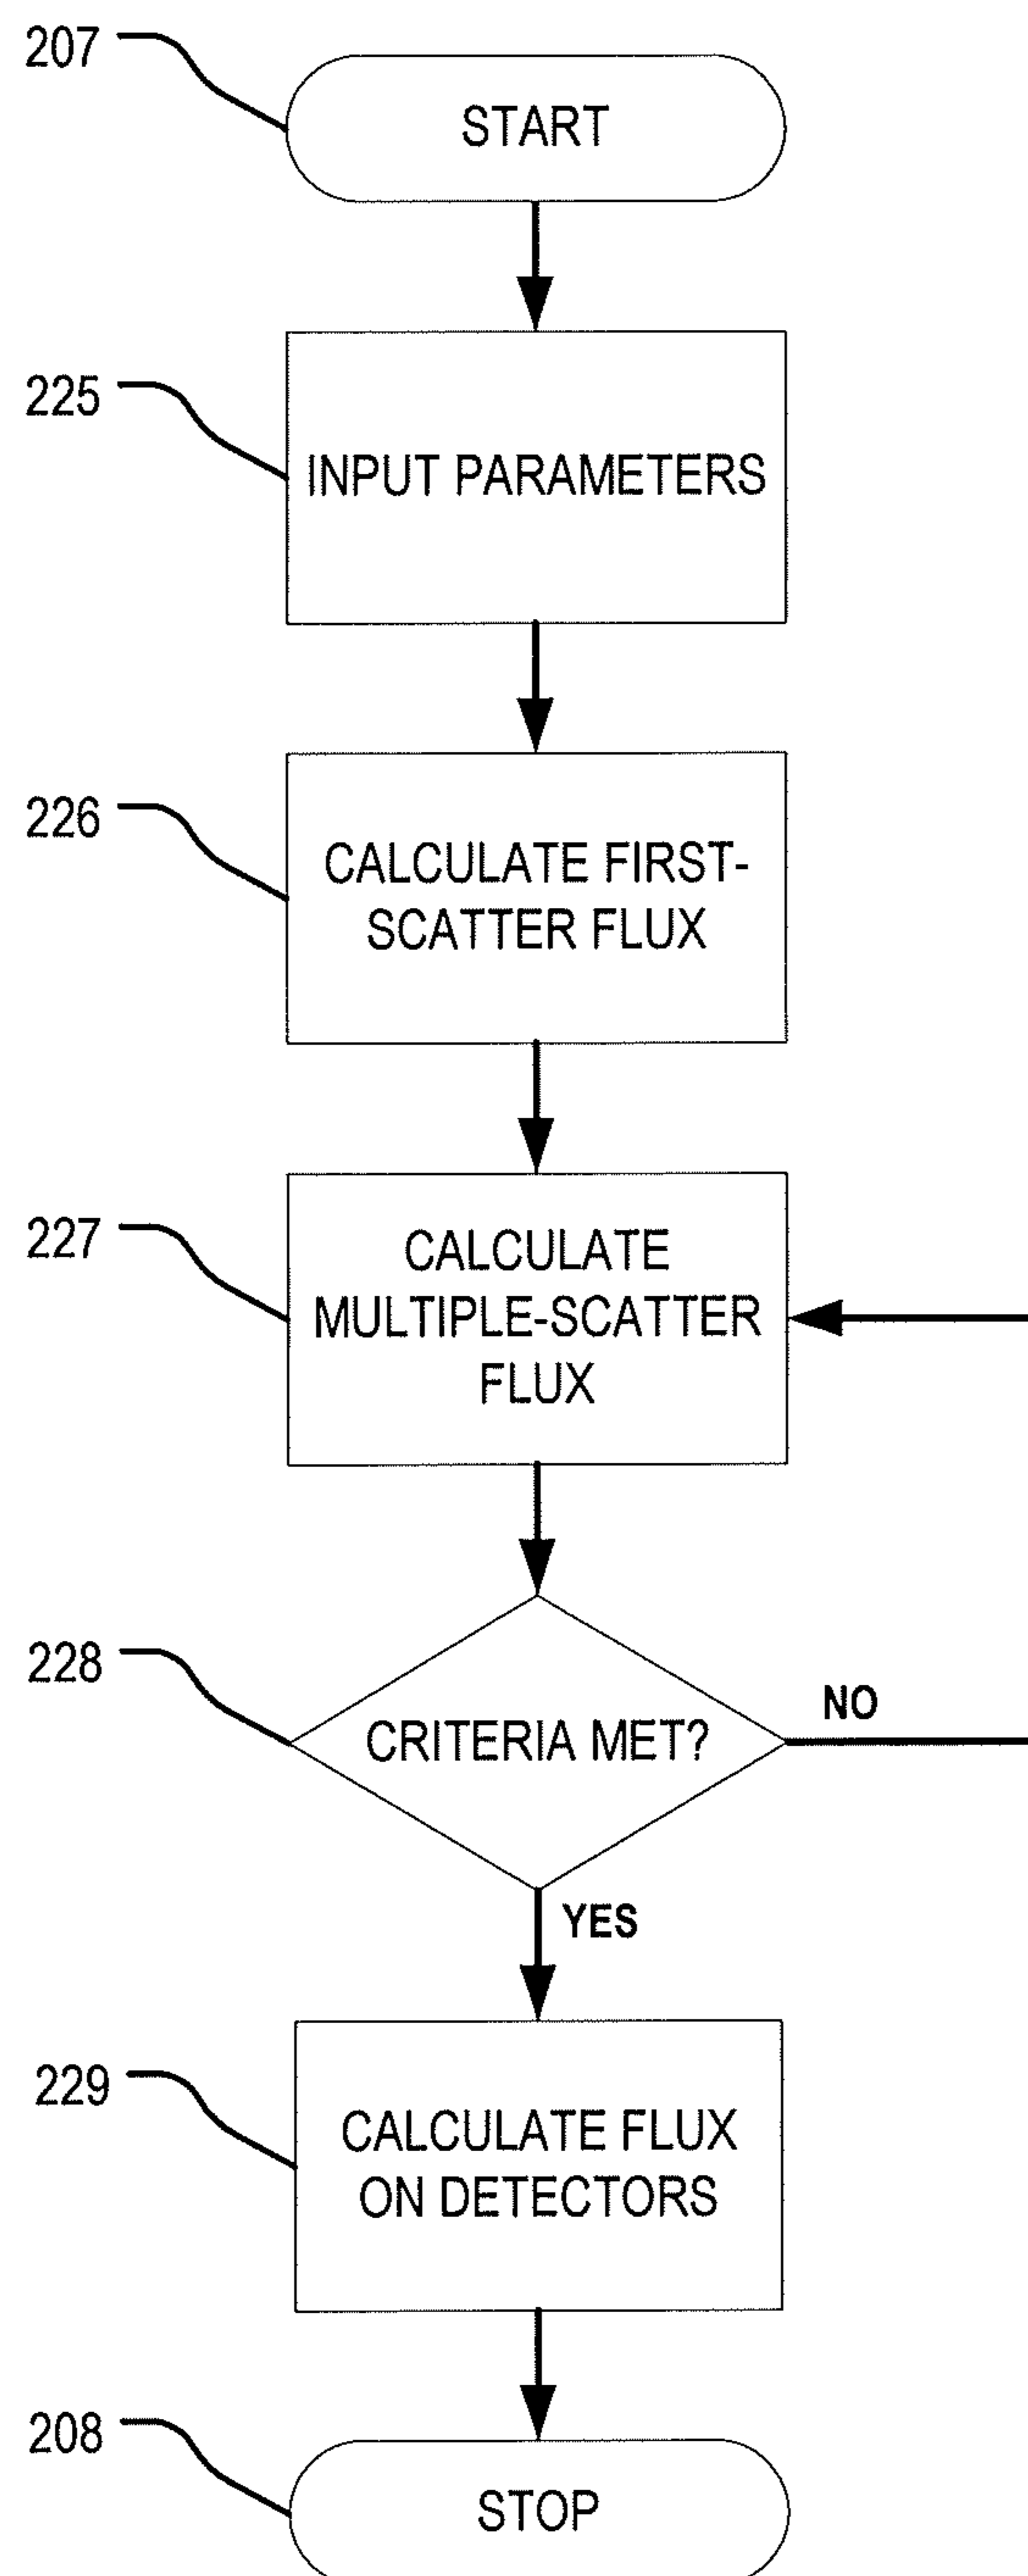 207
START
225
INPUT PARAMETERS
226
CALCULATE FIRST-
SCATTER FLUX
227
CALCULATE
MULTIPLE-SCATTER
FLUX
228
CRITERIA MET?
NO
YES
229
CALCULATE FLUX
ON DETECTORS
208
STOP